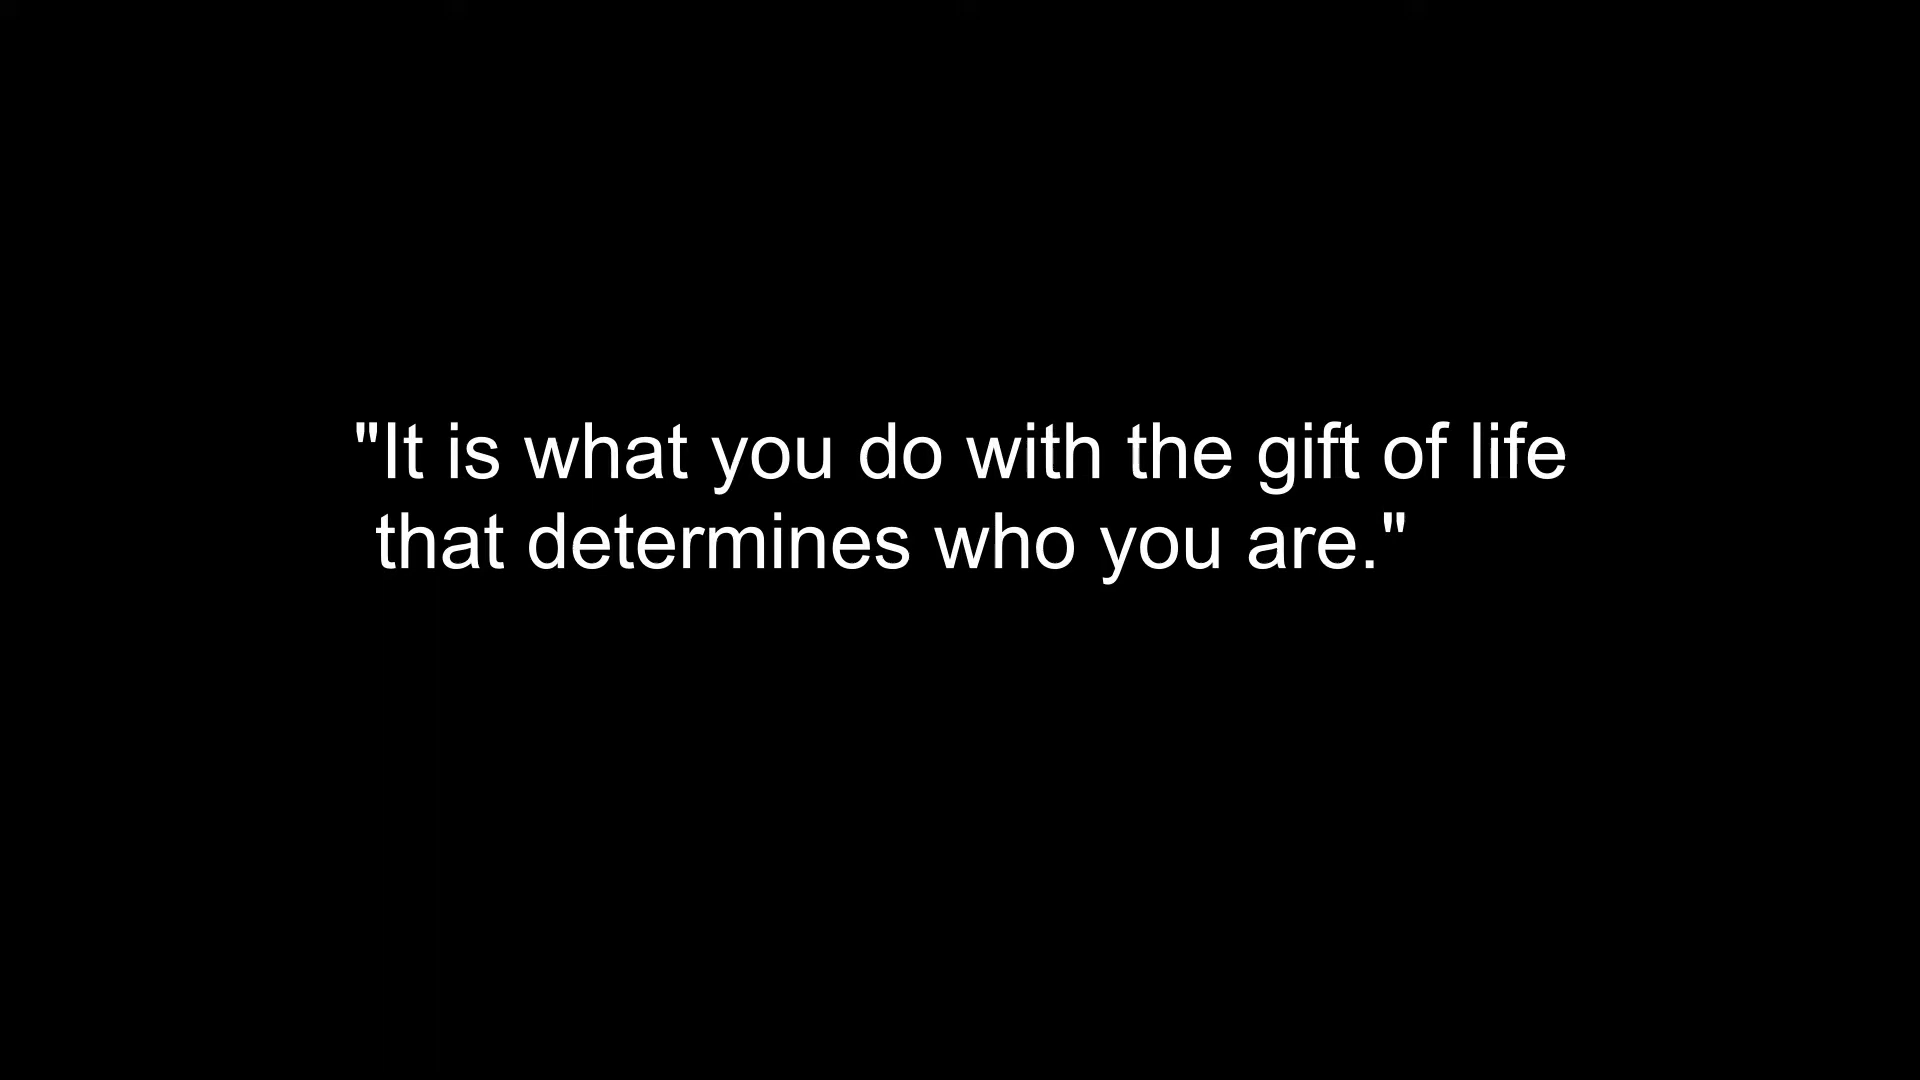 "It is what you do with the gift of life
that determines who you are."